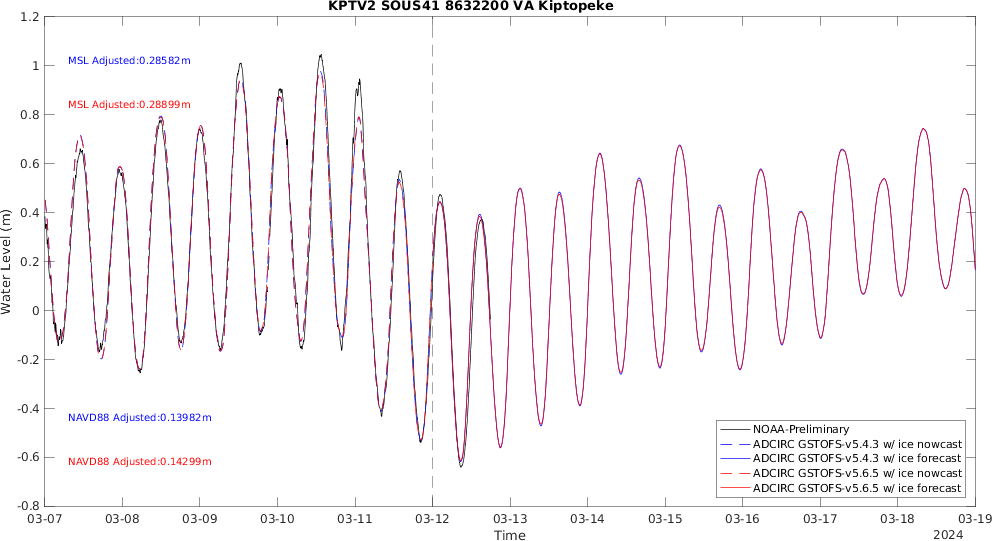 KPTV2 SOUS41 8632200 VA Kiptopeke
1.2
1
0.8
0.6
0.4
0.2
0
-0.2
-0.4
-0.6
-0.8
Water Level (m)
MSL Adjusted:0.28582m
MSL Adjusted:0.28899m
NAVD88 Adjusted:0.13982m
NAVD88 Adjusted:0.14299m
NOAA-Preliminary
ADCIRC GSTOFS-v5.4.3 w/ ice nowcast
ADCIRC GSTOFS-v5.4.3 w/ ice forecast
ADCIRC GSTOFS-v5.6.5 w/ ice nowcast
ADCIRC GSTOFS-v5.6.5 w/ ice forecast
03-07 03-08 03-09 03-10 03-11 03-12 03-13 03-14 03-15 03-16 03-17 03-18 03-19
Time
2024